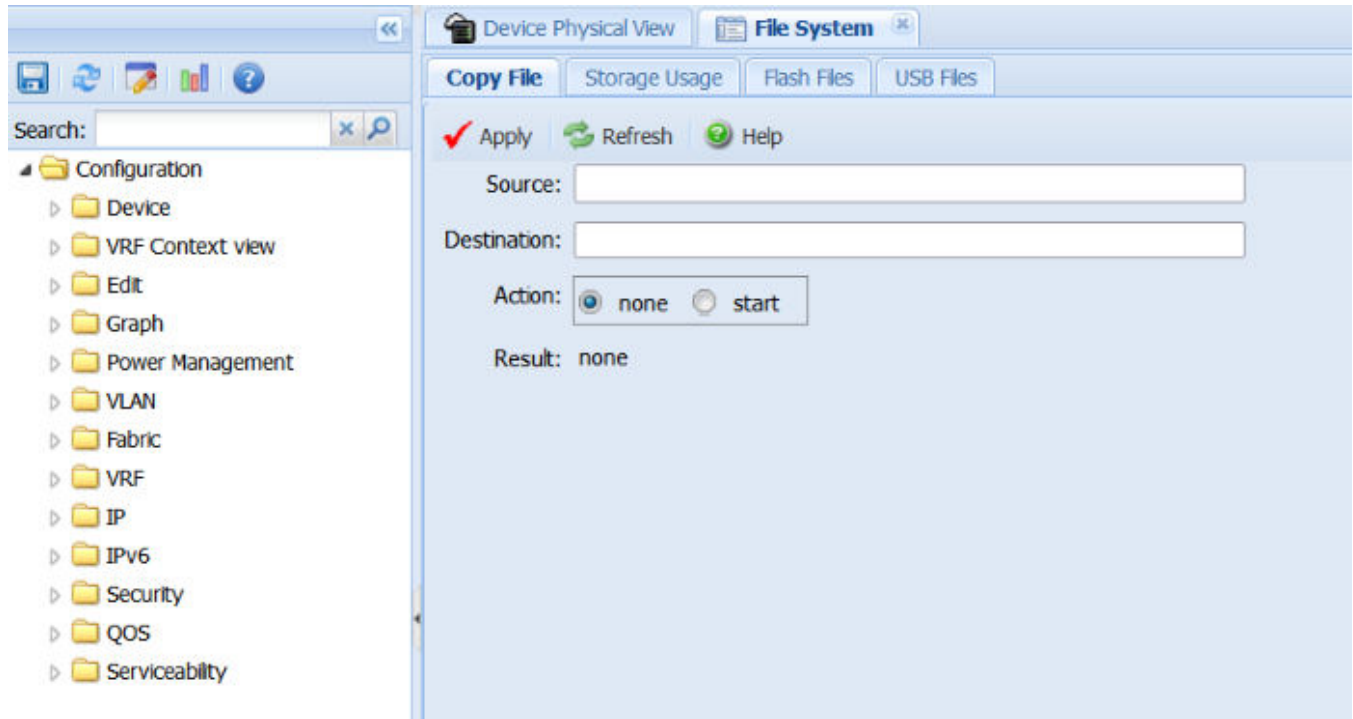 Device Physical View File System
Copy File Storage Usage Flash Files USB Files
Search:
Apply Refresh Help
Configuration
Device
VRF Context view
Edit
Graph
Power Management
VLAN
Fabric
VRF
IP
IPv6
Security
QOS
Serviceability
Source:
Destination:
Action: none start
Result: none